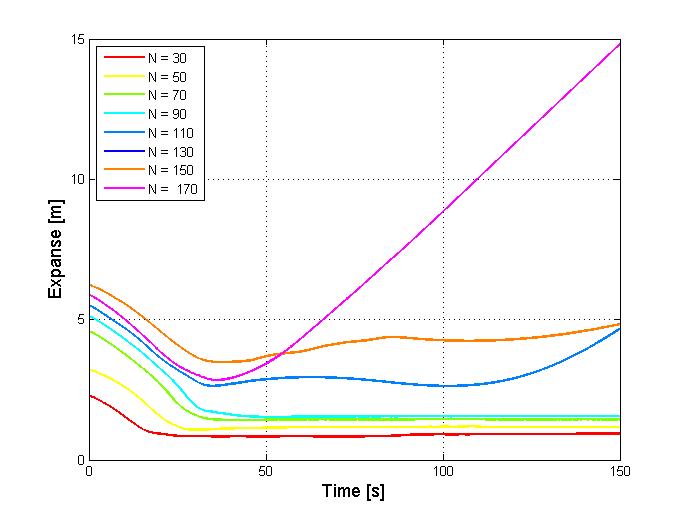 15
10
5
0
Expanse [m]
N = 30
N = 50
N = 70
N = 90
N = 110
N = 130
N = 150
N = 170
0 50 100 150
Time [s]